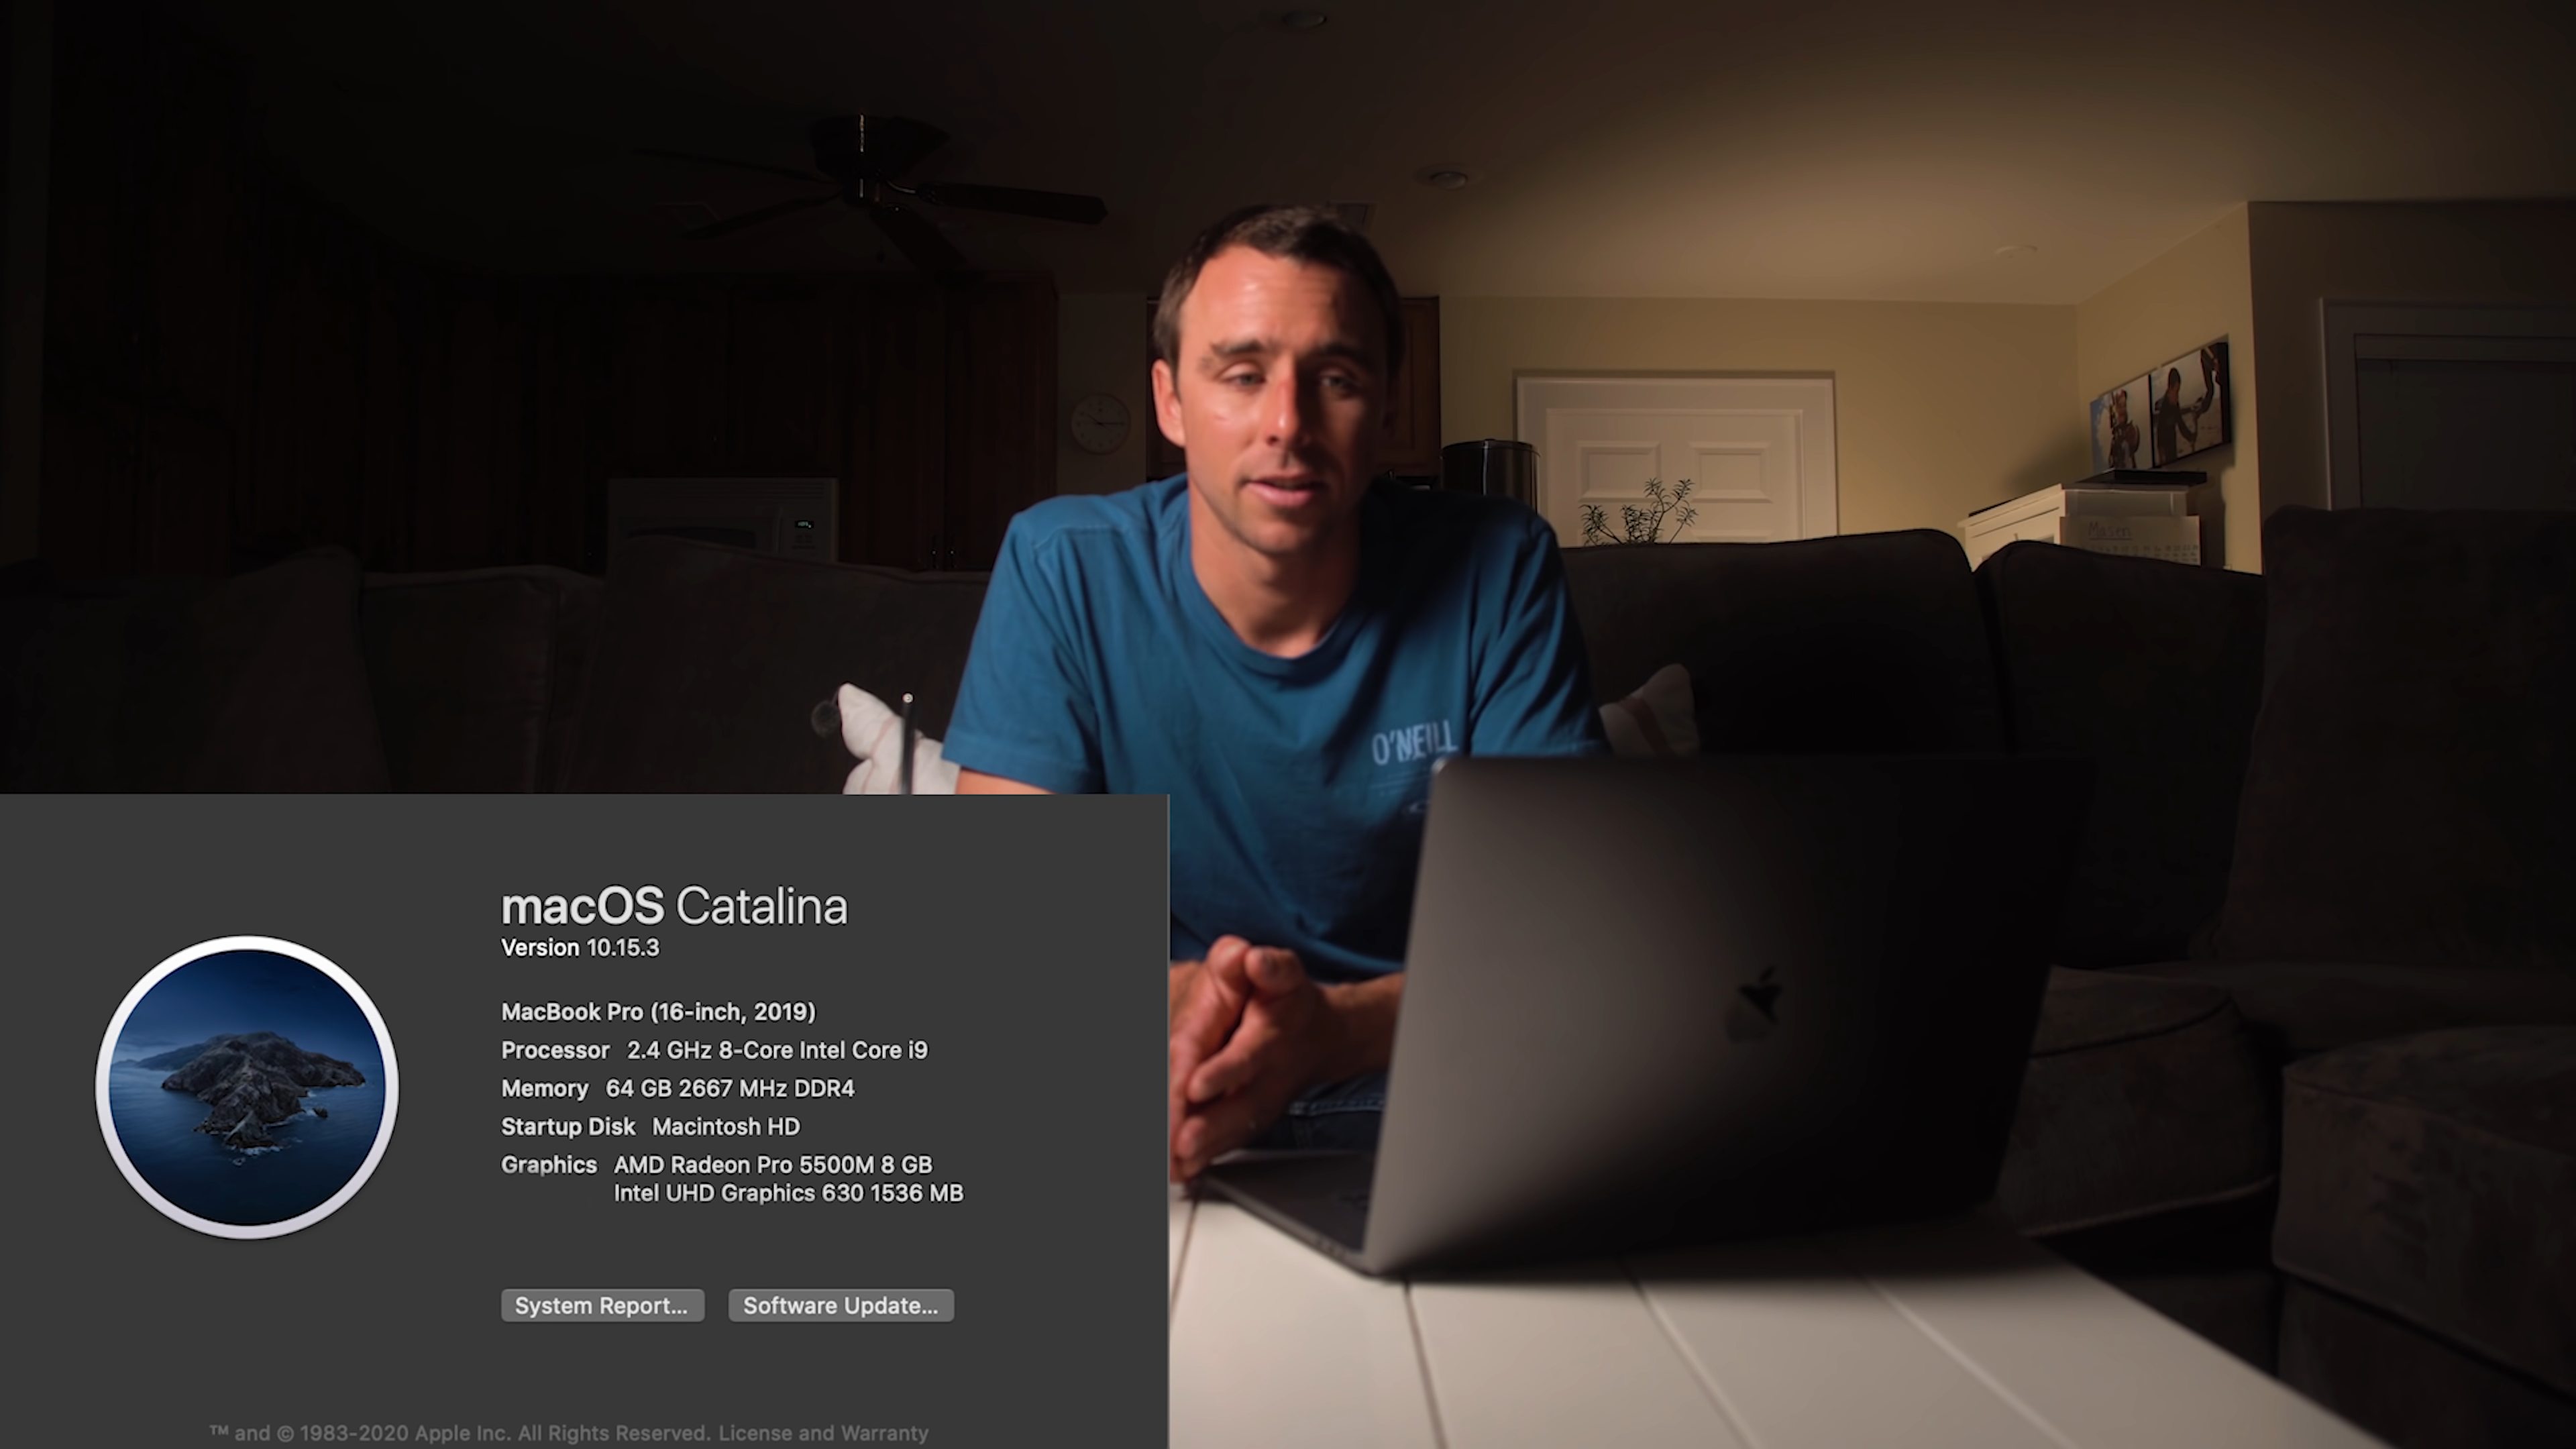 Mason
O'NEILL
macOS Catalina
Version 10.15.3
MacBook Pro (16-inch, 2019)
Processor 2.4 GHz 8-Core Intel Core i9
Memory 64 GB 2667 MHz DDR4
Startup Disk Macintosh HD
Graphics AMD Radeon Pro 5500M 8 GB
Intel UHD Graphics 630 1536 MB
System Report...
Software Update...
™ and © 1983-2020 Apple Inc. All Rights Reserved. License and Warranty